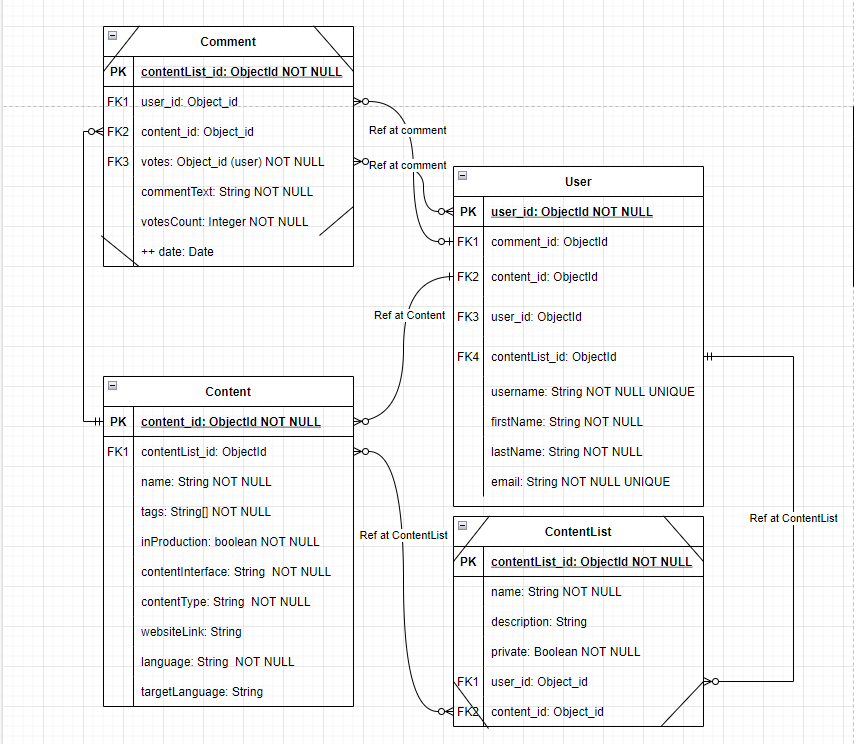 Comment
PK contentList_id: ObjectId NOT NULL
FK1 user_id: Object_id
FK2 content_id: Object_id
FK3 votes: Object_id (user) NOT NULL
commentText: String NOT NULL
votesCount: Integer NOT NULL
++ date: Date
Ref at comment
Ref at comment
User
PK user_id: ObjectId NOT NULL
FK1 comment_id: ObjectId
FK2 content_id: ObjectId
FK3 user_id: ObjectId
FK4 contentList_id: ObjectId
username: String NOT NULL UNIQUE
firstName: String NOT NULL
lastName: String NOT NULL
email: String NOT NULL UNIQUE
Ref at Content
Content
PK content_id: ObjectId NOT NULL
FK1 contentList_id: ObjectId
name: String NOT NULL
tags: String[] NOT NULL
inProduction: boolean NOT NULL
contentInterface: String  NOT NULL
contentType: String  NOT NULL
websiteLink: String
language: String  NOT NULL
targetLanguage: String
Ref at ContentList
Ref at ContentList
ContentList
PK contentList_id: ObjectId NOT NULL
name: String NOT NULL
description: String
private: Boolean NOT NULL
FK1 user_id: Object_id
FK2 content_id: Object_id